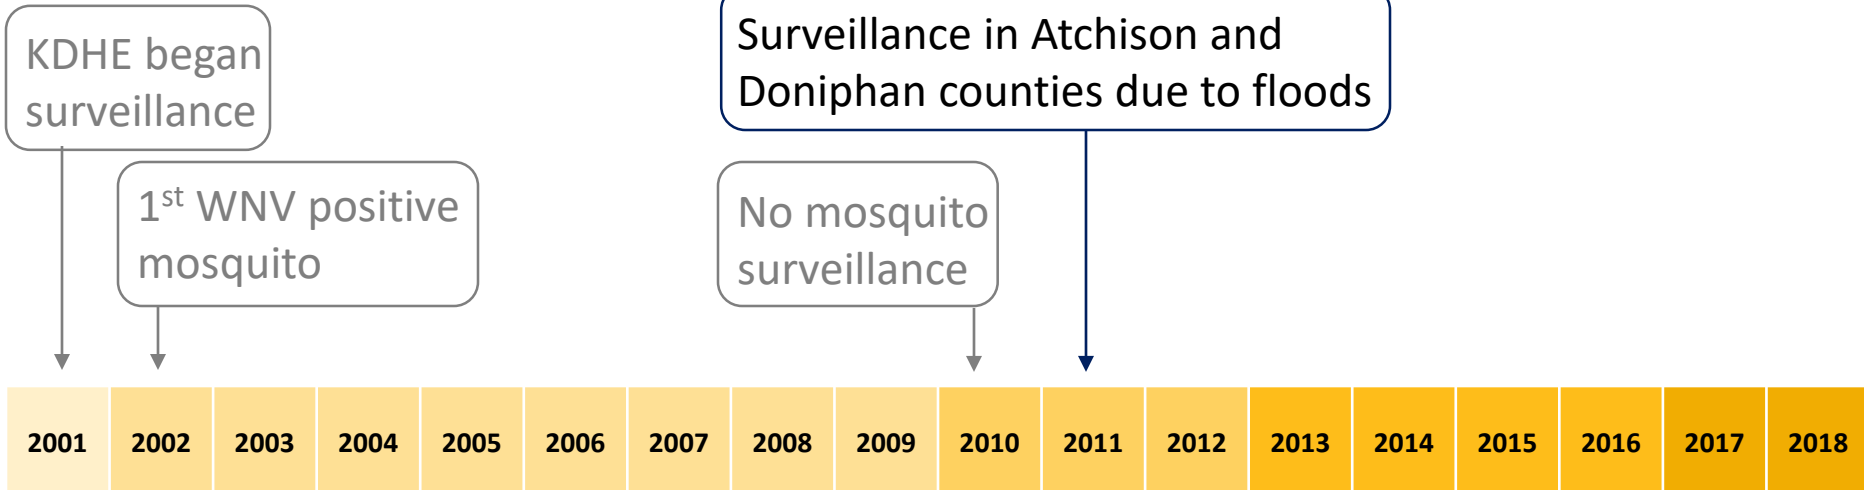 KDHE began
surveillance
Surveillance in Atchison and
Doniphan counties due to floods
1st WNV positive
mosquito
No mosquito
surveillance
2001 2002 2003 2004 2005 2006 2007 2008 2009 2010 2011 2012 2013 2014 2015 2016 2017 2018